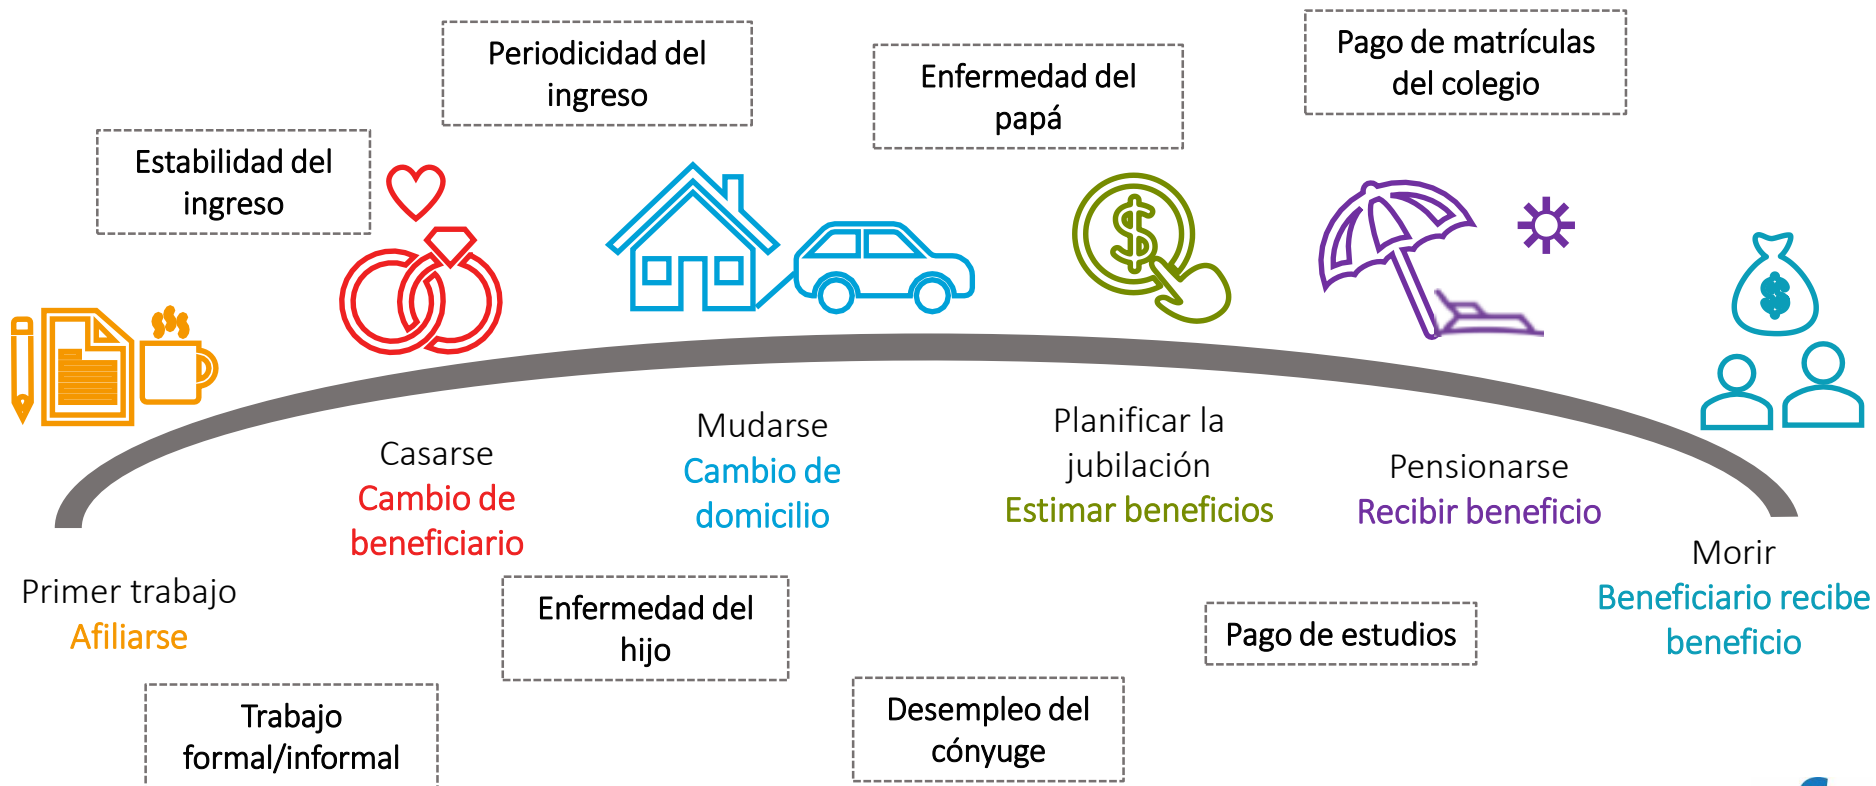 Periodicidad del
ingreso
Pago de matrículas
del colegio
Enfermedad del
papá
Estabilidad del
ingreso
Casarse
Cambio de
beneficiario
Mudarse
Cambio de
domicilio
Planificar la
jubilación
Estimar beneficios
Pensionarse
Recibir beneficio
Morir
Beneficiario recibe
beneficio
Primer trabajo
Afiliarse
Enfermedad del
hijo
Pago de estudios
Trabajo
formal/informal
Desempleo del
cónyuge